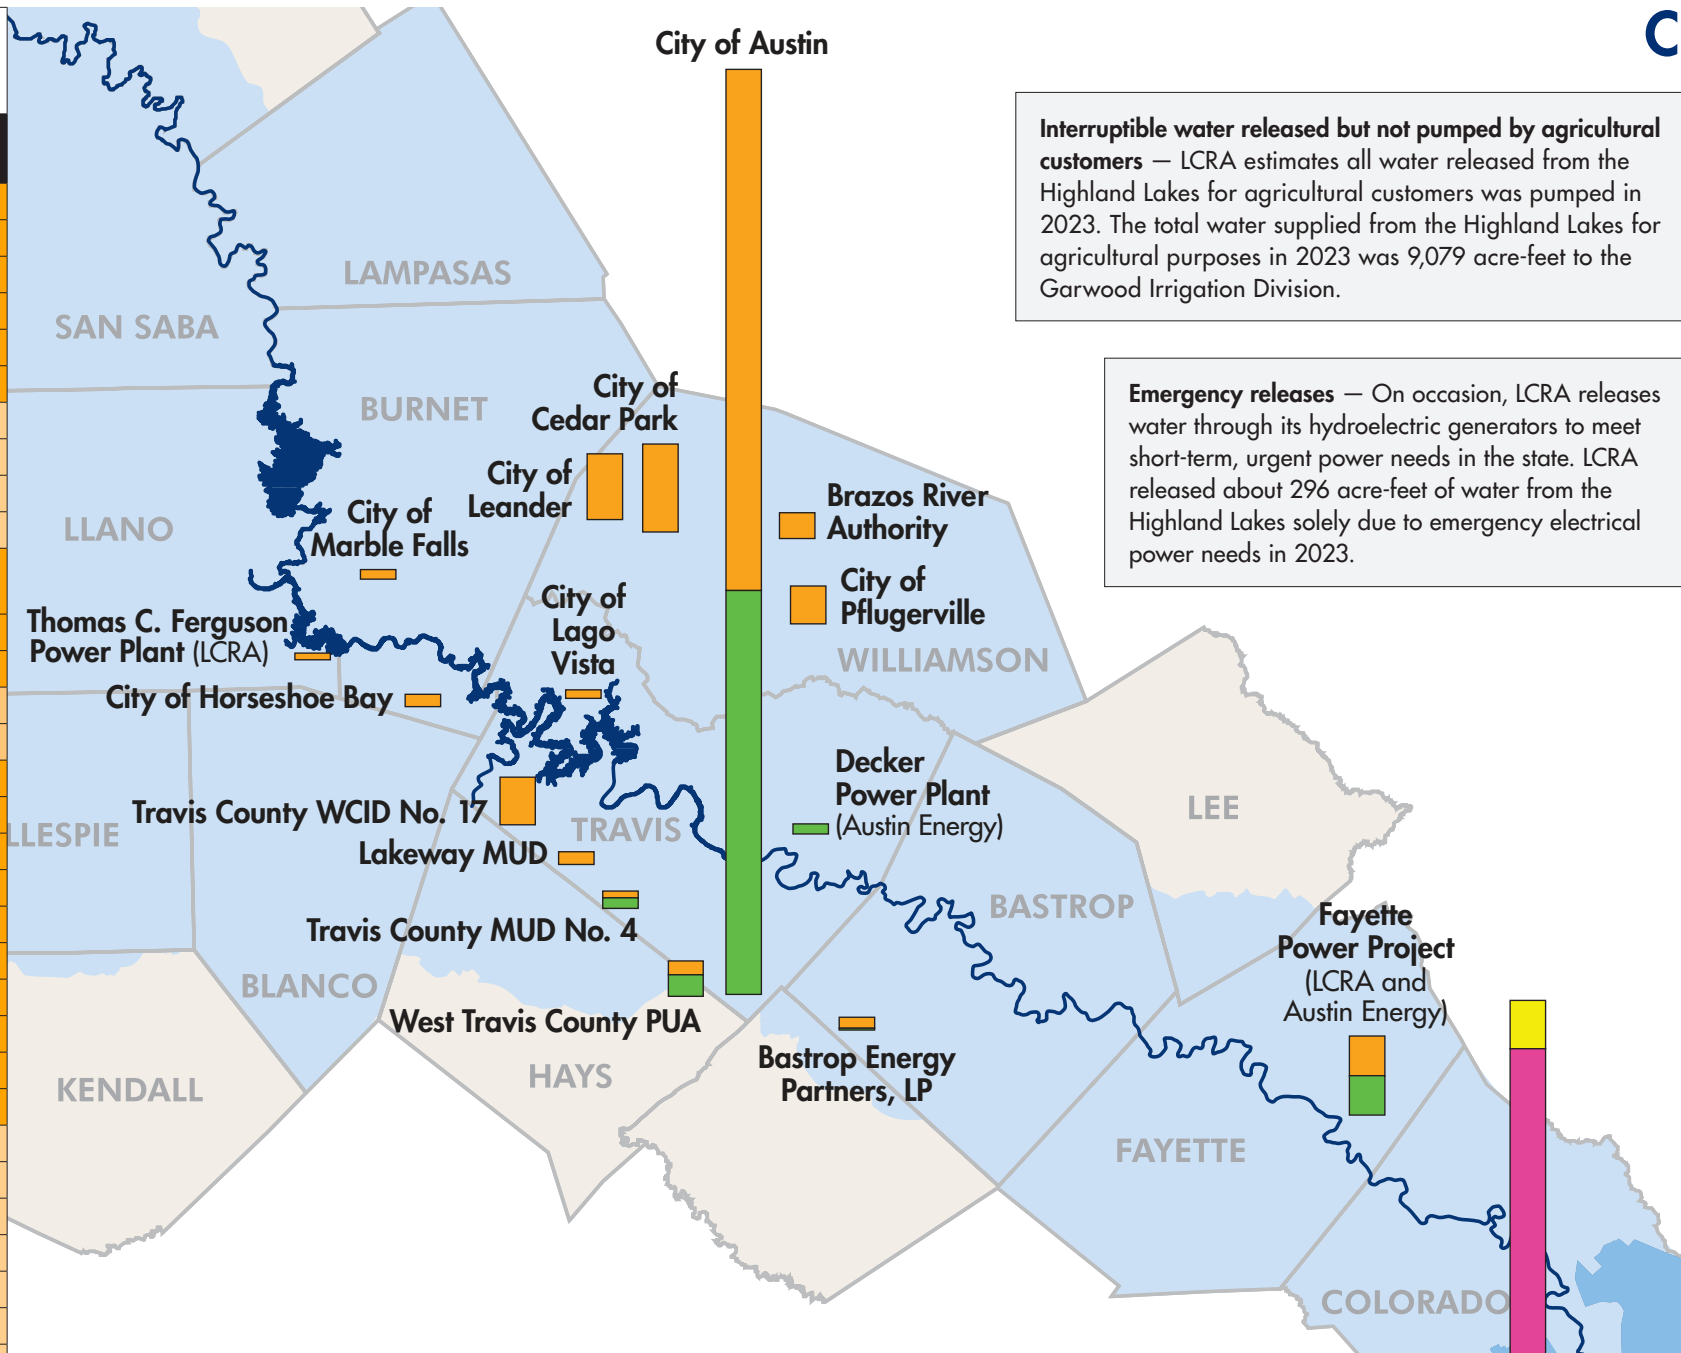 C
City of Austin
Interruptible water released but not pumped by agricultural
customers — LCRA estimates all water released from the
Highland Lakes for agricultural customers was pumped in
2023. The total water supplied from the Highland Lakes for
agricultural purposes in 2023 was 9,079 acre-feet to the
Garwood Irrigation Division.
LAMPASAS
SAN SABA
Emergency releases — On occasion, LCRA releases
water through its hydroelectric generators to meet
short-term, urgent power needs in the state. LCRA
released about 296 acre-feet of water from the
Highland Lakes solely due to emergency electrical
power needs in 2023.
BURNET
City of
Cedar Park
City of
Leander
Brazos River
Authority
LLANO
City of
Marble Falls
City of
Pflugerville
City of
Lago
Vista
Thomas C. Ferguson
Power Plant (LCRA)
WILLIAMSON
City of Horseshoe Bay
Decker
Power Plant
(Austin Energy)
LEE
Travis County WCID No. 17
TRAVIS
LLESPIE
Lakeway MUD
BASTROP
Travis County MUD No. 4
Fayette
Power Project
(LCRA and
Austin Energy)
BLANCO
West Travis County PUA
Bastrop Energy
Partners, LP
HAYS
KENDALL
FAYETTE
COLORADO